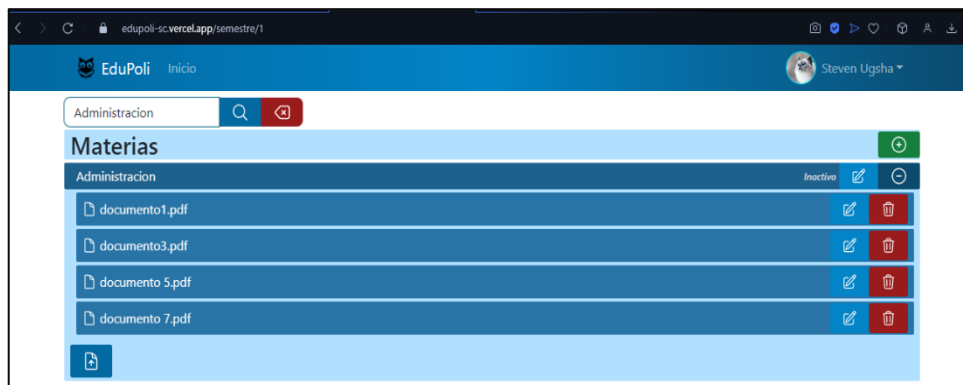 edupoli-sc.vercel.app/semestre/1
EduPoli Inicio Steven Ugsha
Administracion
Materias
Administracion Inactivo
documento1.pdf
documento3.pdf
documento 5.pdf
documento 7.pdf